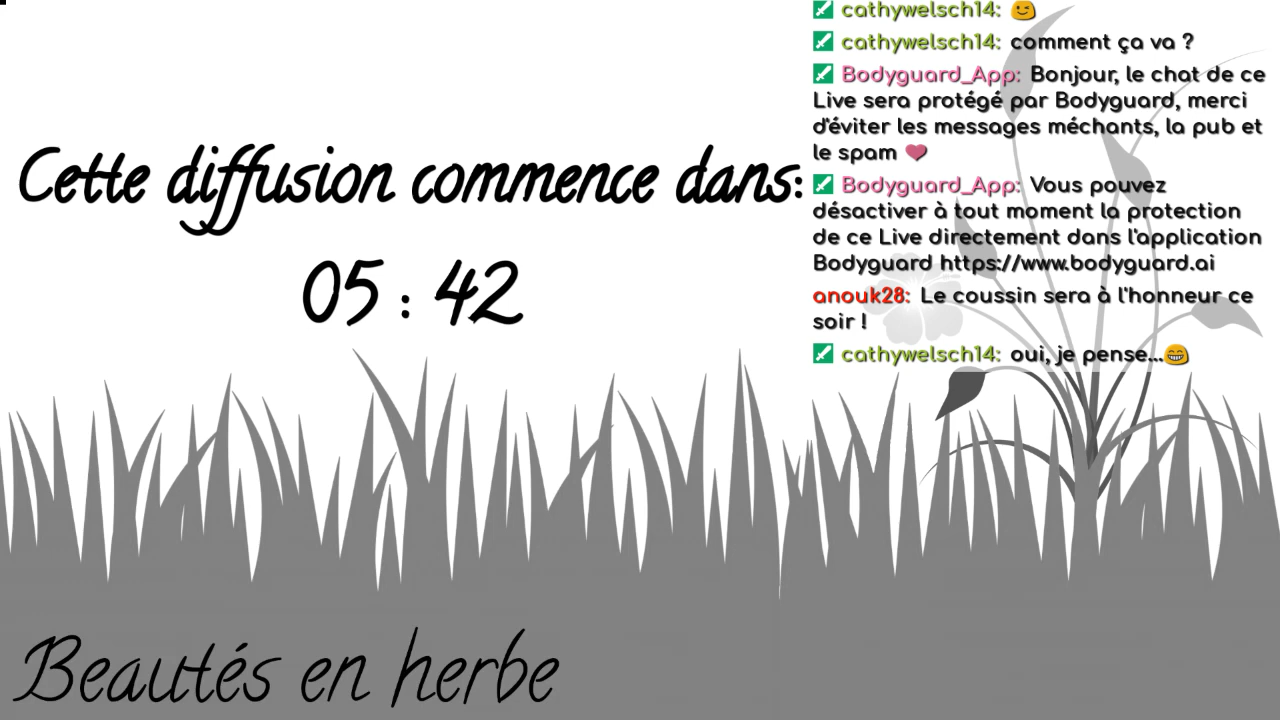 Cette diffusion commence dans:
05 : 42
Beautés en herbe
cathywelsch14: 😉
cathywelsch14: comment ça va ?
Bodyguard_App: Bonjour, le chat de ce
Live sera protégé par Bodyguard, merci
d'éviter les messages méchants, la pub et
le spam ❤
Bodyguard_App: Vous pouvez
désactiver à tout moment la protection
de ce Live directement dans l'application
Bodyguard https://www.bodyguard.ai
anouk28: Le coussin sera à l'honneur ce
soir !
cathywelsch14: oui, je pense...😁